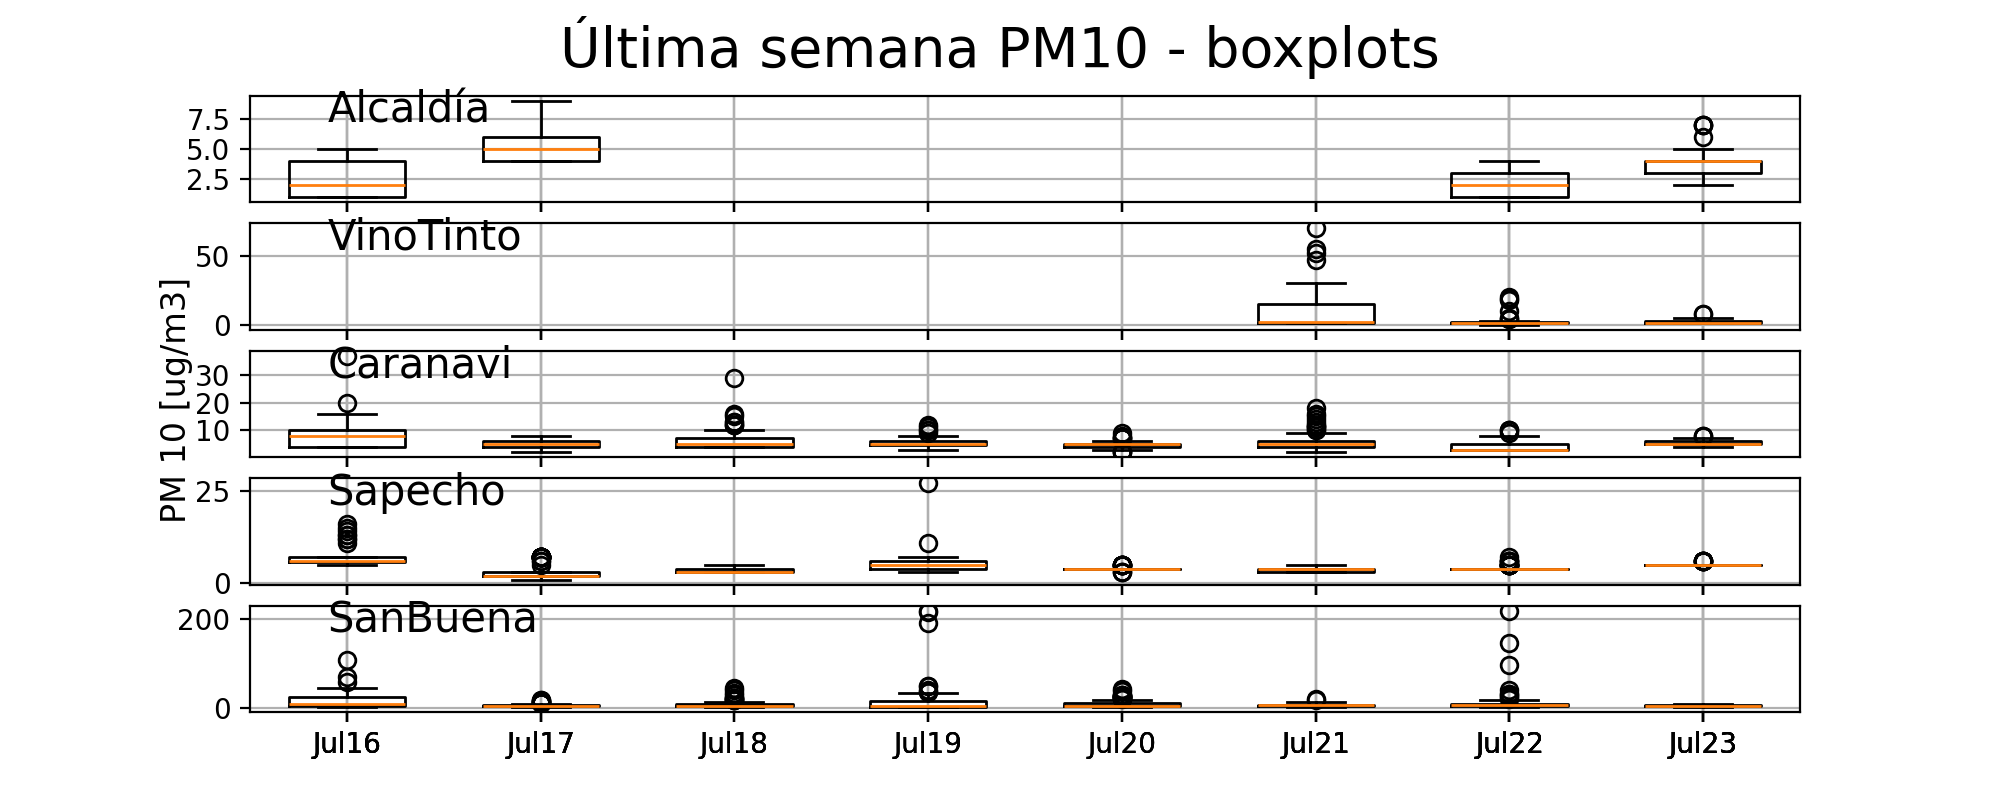 Última semana PM10 - boxplots
PM 10 [ug/m3]
Alcaldía
7.5
5.0
2.5
VinoTinto
50
0
Caranavi
30
20
10
Sapecho
25
0
SanBuena
200
0
Jul16 Jul17 Jul18 Jul19 Jul20 Jul21 Jul22 Jul23